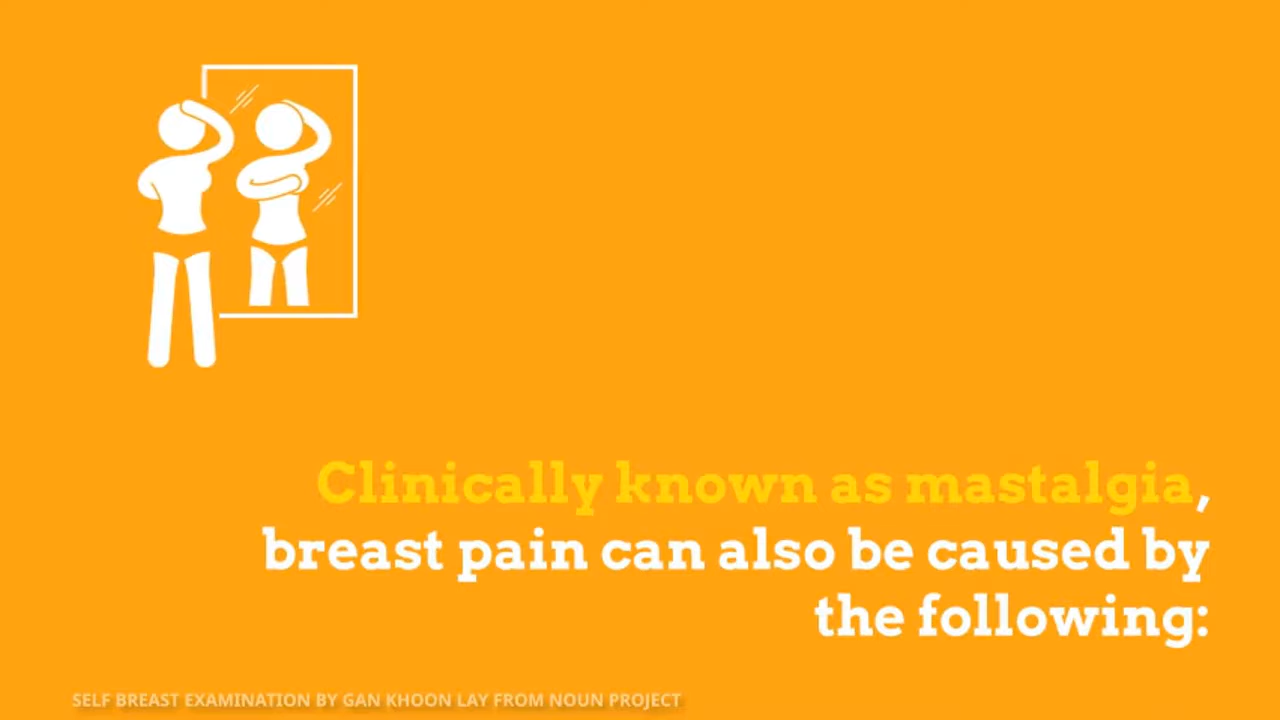 Clinically known as mastalgia,
breast pain can also be caused by
the following:
SELF BREAST EXAMINATION BY GAN KHOON LAY FROM NOUN PROJECT